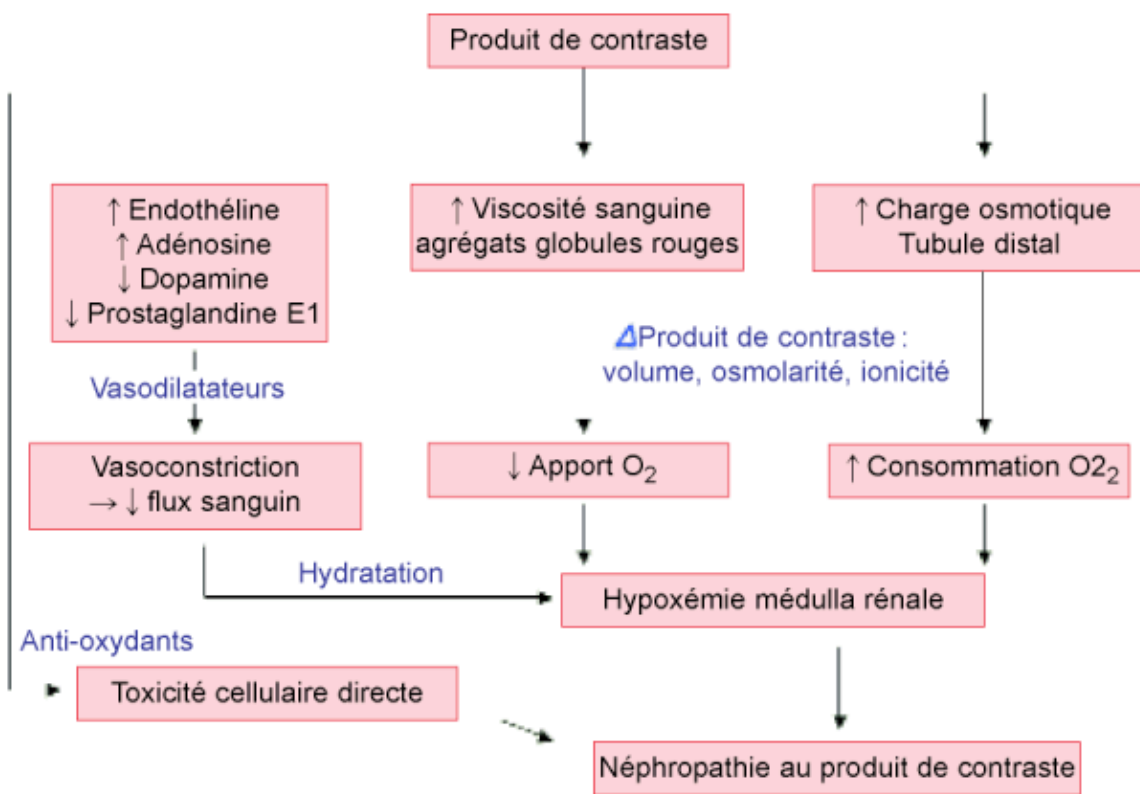 Produit de contraste
↑ Endothéline
↑ Adénosine
↓ Dopamine
↓ Prostaglandine E1
↑ Viscosité sanguine
agrégats globules rouges
↑ Charge osmotique
Tubule distal
ΔProduit de contraste :
volume, osmolarité, ionicité
Vasodilatateurs
Vasoconstriction
→ ↓ flux sanguin
↓ Apport O₂
↑ Consommation O2₂
Hydratation
Hypoxémie médulla rénale
Anti-oxydants
Toxicité cellulaire directe
Néphropathie au produit de contraste